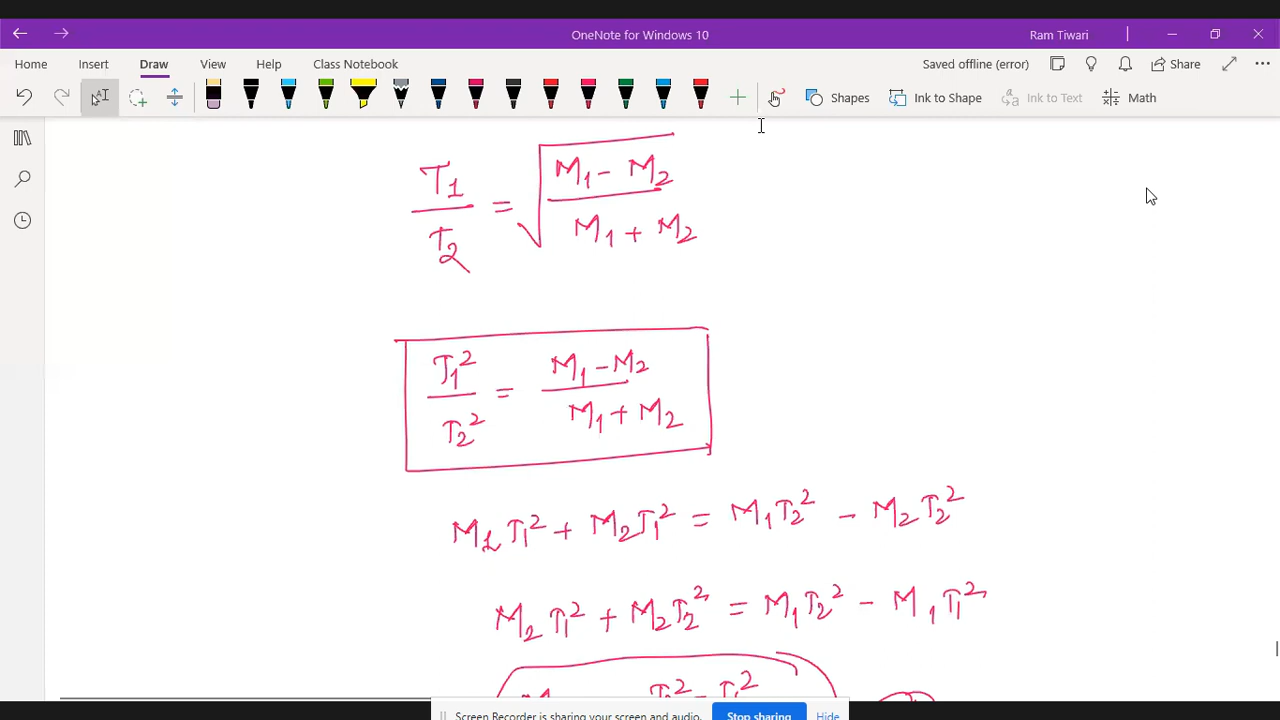 OneNote for Windows 10
Ram Tiwari
Home Insert Draw View Help Class Notebook Saved offline (error) Share
Shapes Ink to Shape Ink to Text Math
T₁/T₂ = √((M₁ - M₂)/(M₁ + M₂))
T₁²/T₂² = (M₁ - M₂)/(M₁ + M₂)
M₁T₁² + M₂T₁² = M₁T₂² - M₂T₂²
M₂T₁² + M₂T₂² = M₁T₂² - M₁T₁²
T₂² - T₁²
Screen Recorder is sharing your screen and audio. Stop sharing Hide